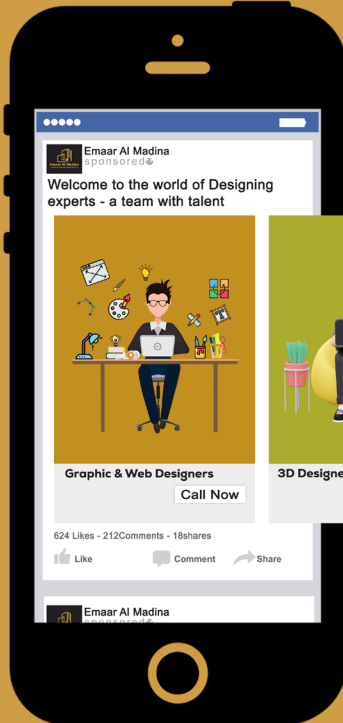 Emaar Al Madina
sponsored
Welcome to the world of Designing
experts - a team with talent
Graphic & Web Designers
Call Now
3D Designe
624 Likes - 212Comments - 18shares
Like
Comment
Share
Emaar Al Madina
sponsored